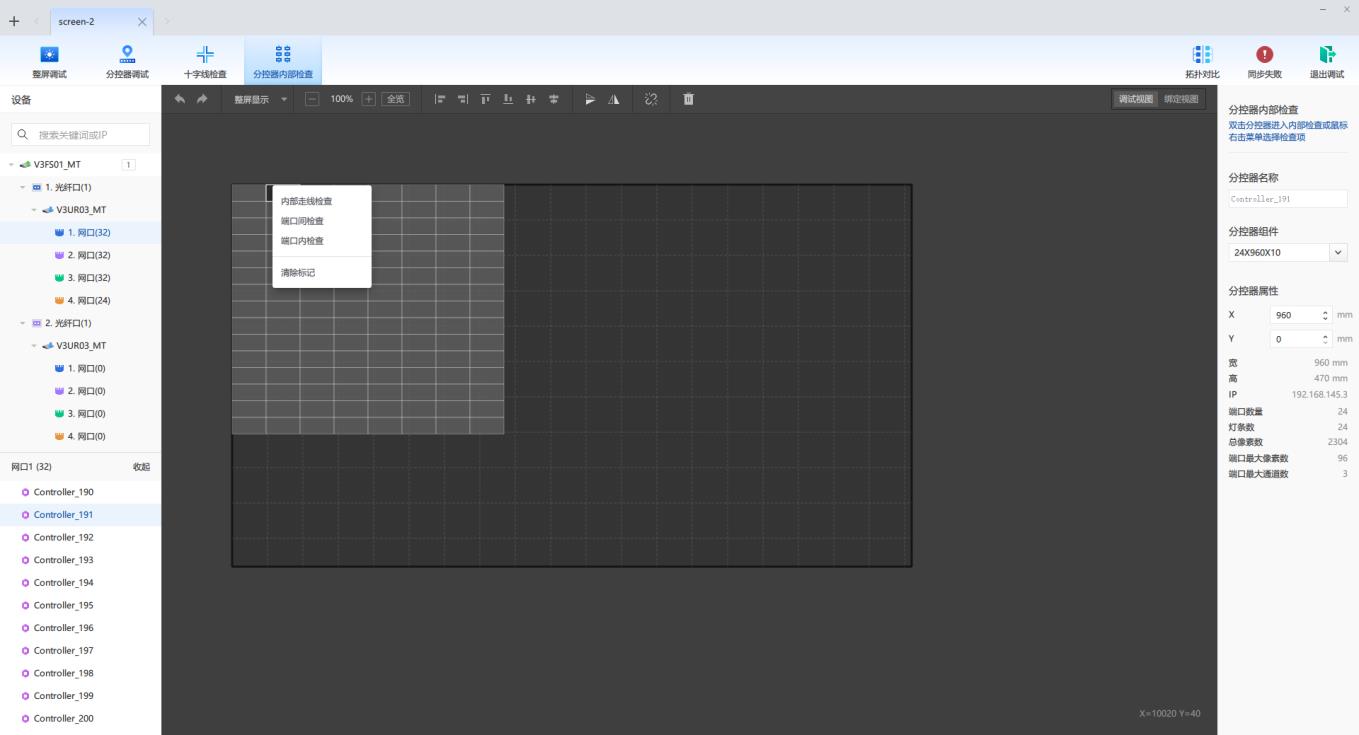 screen-2
整屏调试
分控器调试
十字线检查
分控器内部检查
拓扑对比
同步失败
退出调试
设备
搜索关键词或IP
V3FS01_MT
1
1. 光纤口(1)
V3UR03_MT
1. 网口(32)
2. 网口(32)
3. 网口(32)
4. 网口(24)
2. 光纤口(1)
V3UR03_MT
1. 网口(0)
2. 网口(0)
3. 网口(0)
4. 网口(0)
网口1 (32)
收起
Controller_190
Controller_191
Controller_192
Controller_193
Controller_194
Controller_195
Controller_196
Controller_197
Controller_198
Controller_199
Controller_200
整屏显示
100%
全览
调试视图
绑定视图
内部走线检查
端口间检查
端口内检查
清除标记
X=10020 Y=40
分控器内部检查
双击分控器进入内部检查或鼠标
右击菜单选择检查项
分控器名称
Controller_191
分控器组件
24X960X10
分控器属性
X 960 mm
Y 0 mm
宽 960 mm
高 470 mm
IP 192.168.145.3
端口数量 24
灯条数 24
总像素数 2304
端口最大像素数 96
端口最大通道数 3